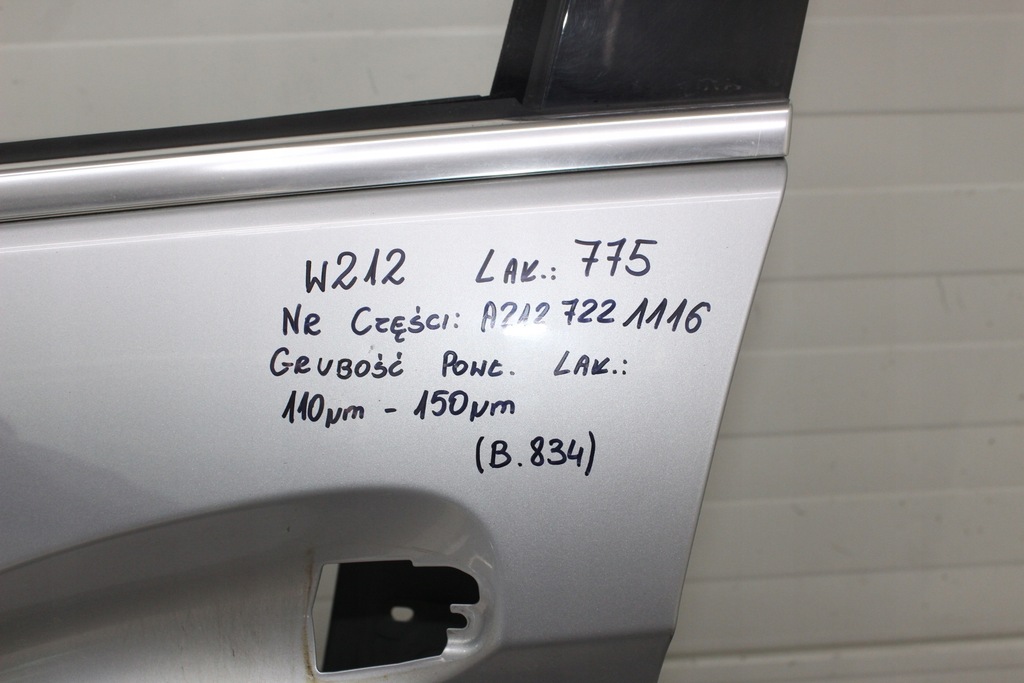 W212 LAK.: 775
NR CZĘŚCI: A212 722 1116
GRUBOŚĆ POWŁ. LAK.:
110µm - 150µm
(B.834)